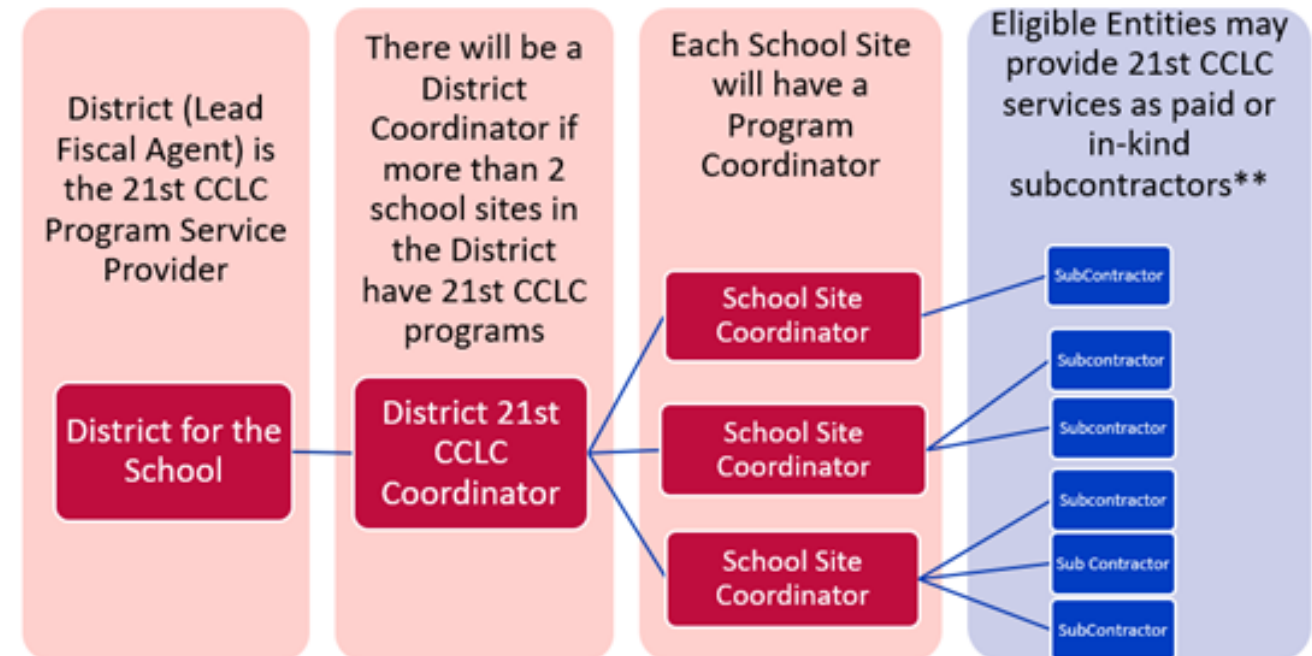 District (Lead
Fiscal Agent) is
the 21st CCLC
Program Service
Provider
District for the
School
There will be a
District
Coordinator if
more than 2
school sites in
the District
have 21st CCLC
programs
District 21st
CCLC
Coordinator
Each School Site
will have a
Program
Coordinator
School Site
Coordinator
School Site
Coordinator
School Site
Coordinator
Eligible Entities may
provide 21st CCLC
services as paid or
in-kind
subcontractors**
SubContractor
Subcontractor
Subcontractor
Subcontractor
Sub Contractor
SubContractor